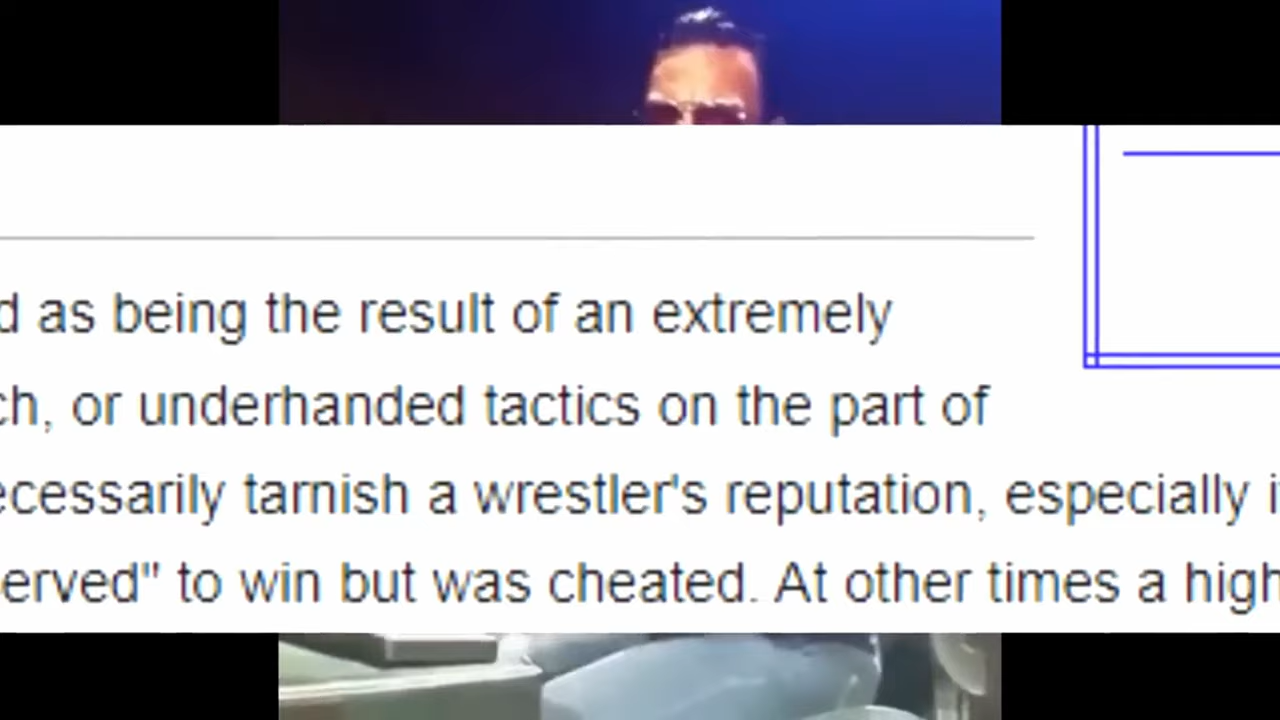 d as being the result of an extremely
ch, or underhanded tactics on the part of
ecessarily tarnish a wrestler's reputation, especially i
erved" to win but was cheated. At other times a high